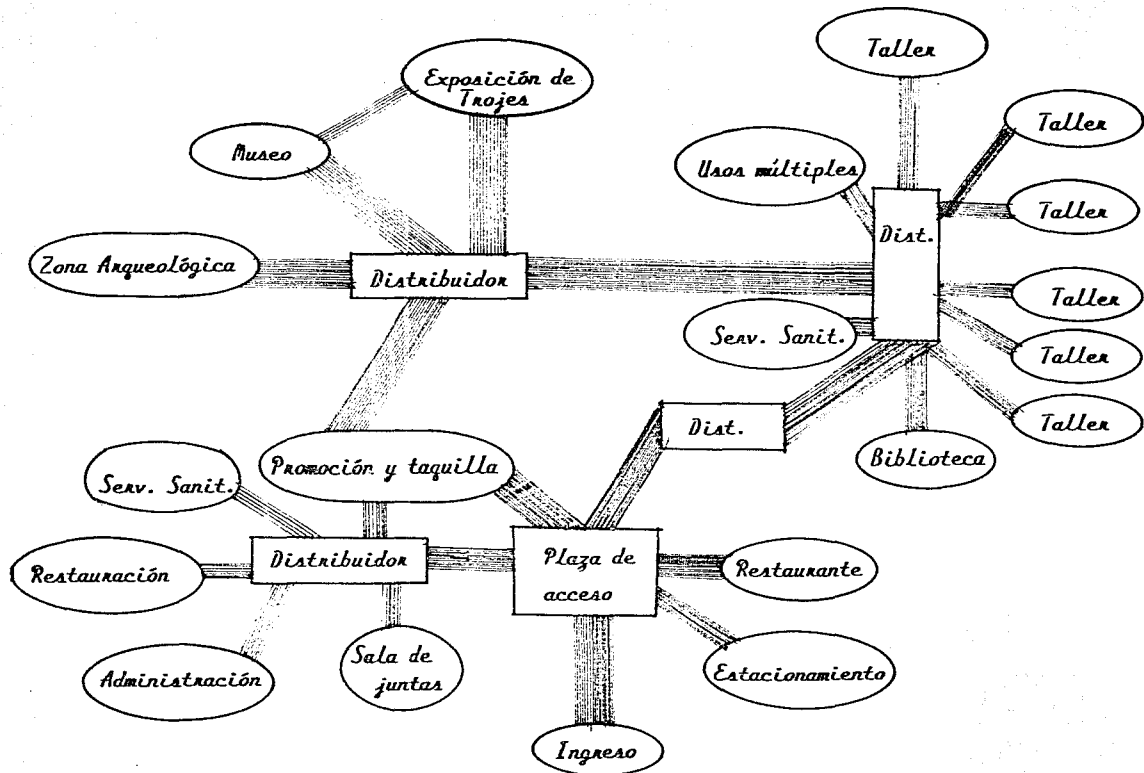 Taller
Exposición de
Trojes
Taller
Museo
Usos múltiples
Taller
Dist.
Zona Arqueológica
Distribuidor
Taller
Serv. Sanit.
Taller
Dist.
Taller
Promoción y taquilla
Biblioteca
Serv. Sanit.
Distribuidor
Plaza de
acceso
Restauración
Restaurante
Sala de
juntas
Administración
Estacionamiento
Ingreso